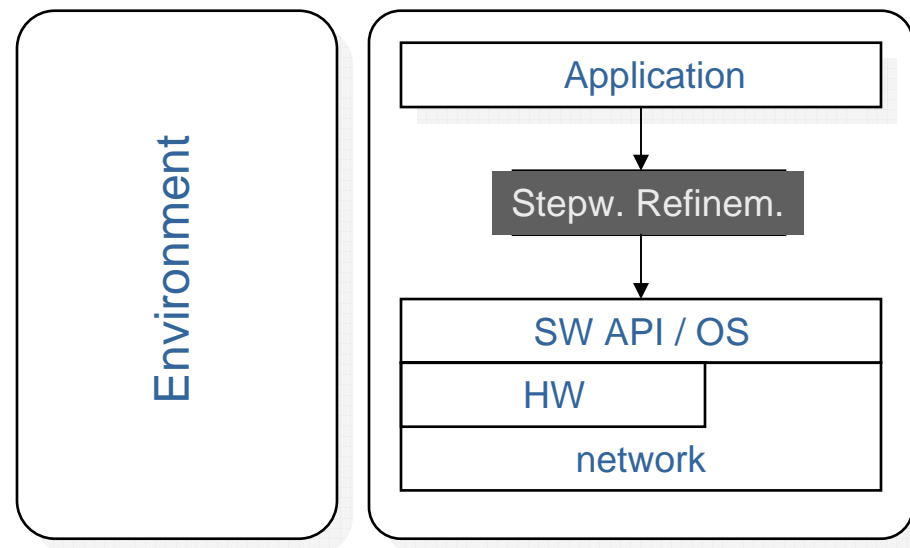 Environment
Application
Stepw. Refinem.
SW API / OS
HW
network